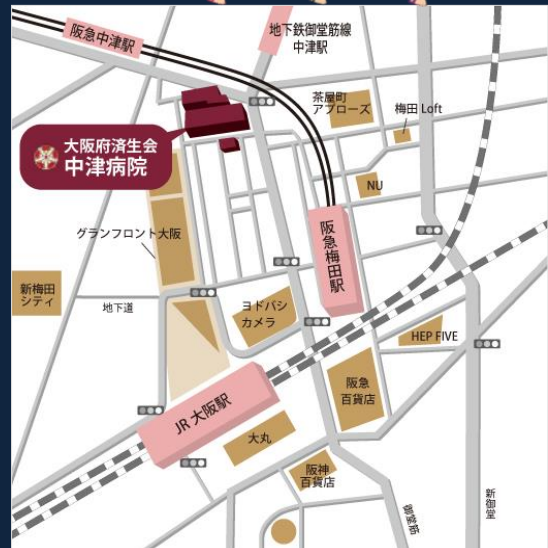 阪急中津駅
地下鉄御堂筋線
中津駅
茶屋町
アプローズ
梅田 Loft
大阪府済生会
中津病院
NU
グランフロント大阪
阪急梅田駅
新梅田
シティ
地下道
ヨドバシ
カメラ
HEP FIVE
阪急
百貨店
JR 大阪駅
大丸
阪神
百貨店
御堂筋
新御堂